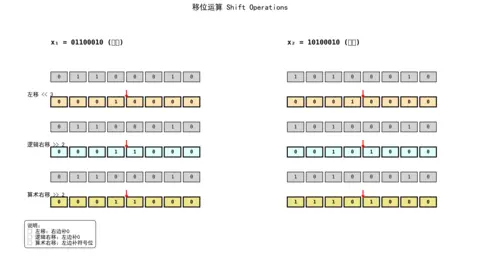 移位运算 Shift Operations
x₁ = 01100010 (□□)
x₂ = 10100010 (□□)
0 1 1 0 0 0 1 0
1 0 1 0 0 0 1 0
左移 << 3
0 0 0 1 0 0 0 0
0 0 0 1 0 0 0 0
0 1 1 0 0 0 1 0
1 0 1 0 0 0 1 0
逻辑右移 >> 2
0 0 0 1 1 0 0 0
0 0 1 0 1 0 0 0
0 1 1 0 0 0 1 0
1 0 1 0 0 0 1 0
算术右移 >> 2
0 0 0 1 1 0 0 0
1 1 1 0 1 0 0 0
说明:
□ 左移: 右边补0
□ 逻辑右移: 左边补0
□ 算术右移: 左边补符号位